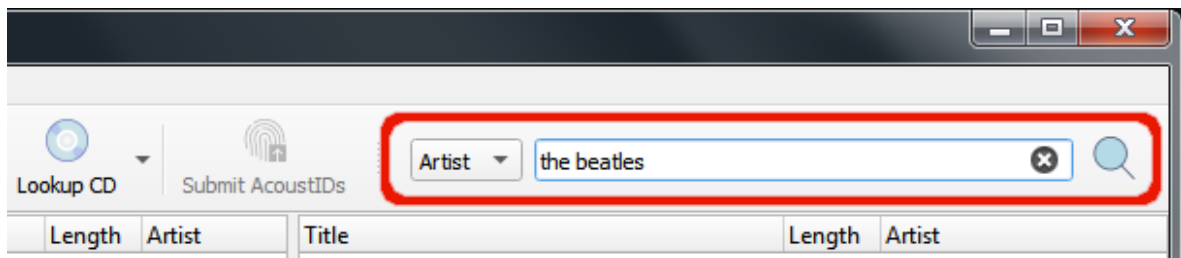 Artist the beatles
Lookup CD Submit AcoustIDs
Length Artist Title Length Artist